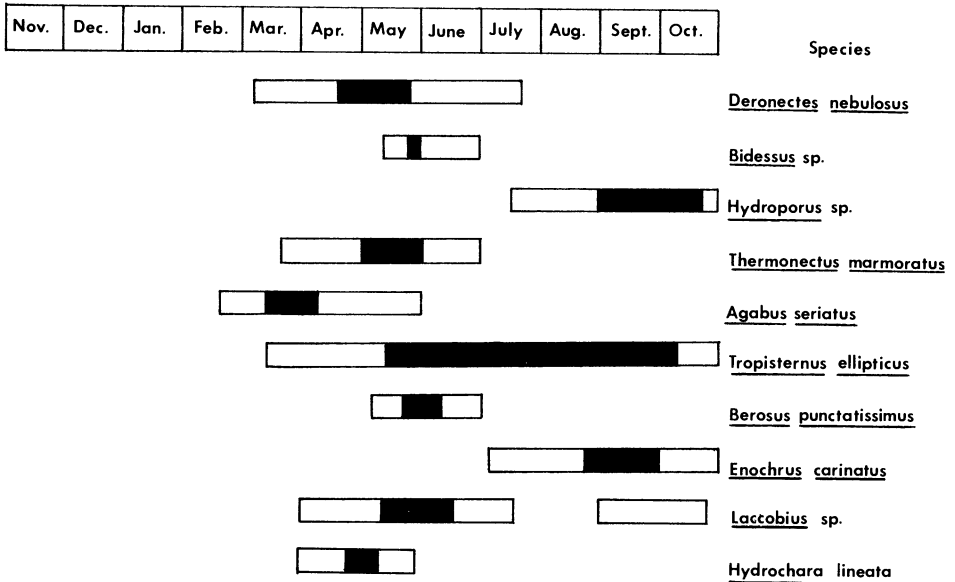 Nov. Dec. Jan. Feb. Mar. Apr. May June July Aug. Sept. Oct.
Species
Deronectes nebulosus
Bidessus sp.
Hydroporus sp.
Thermonectus marmoratus
Agabus seriatus
Tropisternus ellipticus
Berosus punctatissimus
Enochrus carinatus
Laccobius sp.
Hydrochara lineata